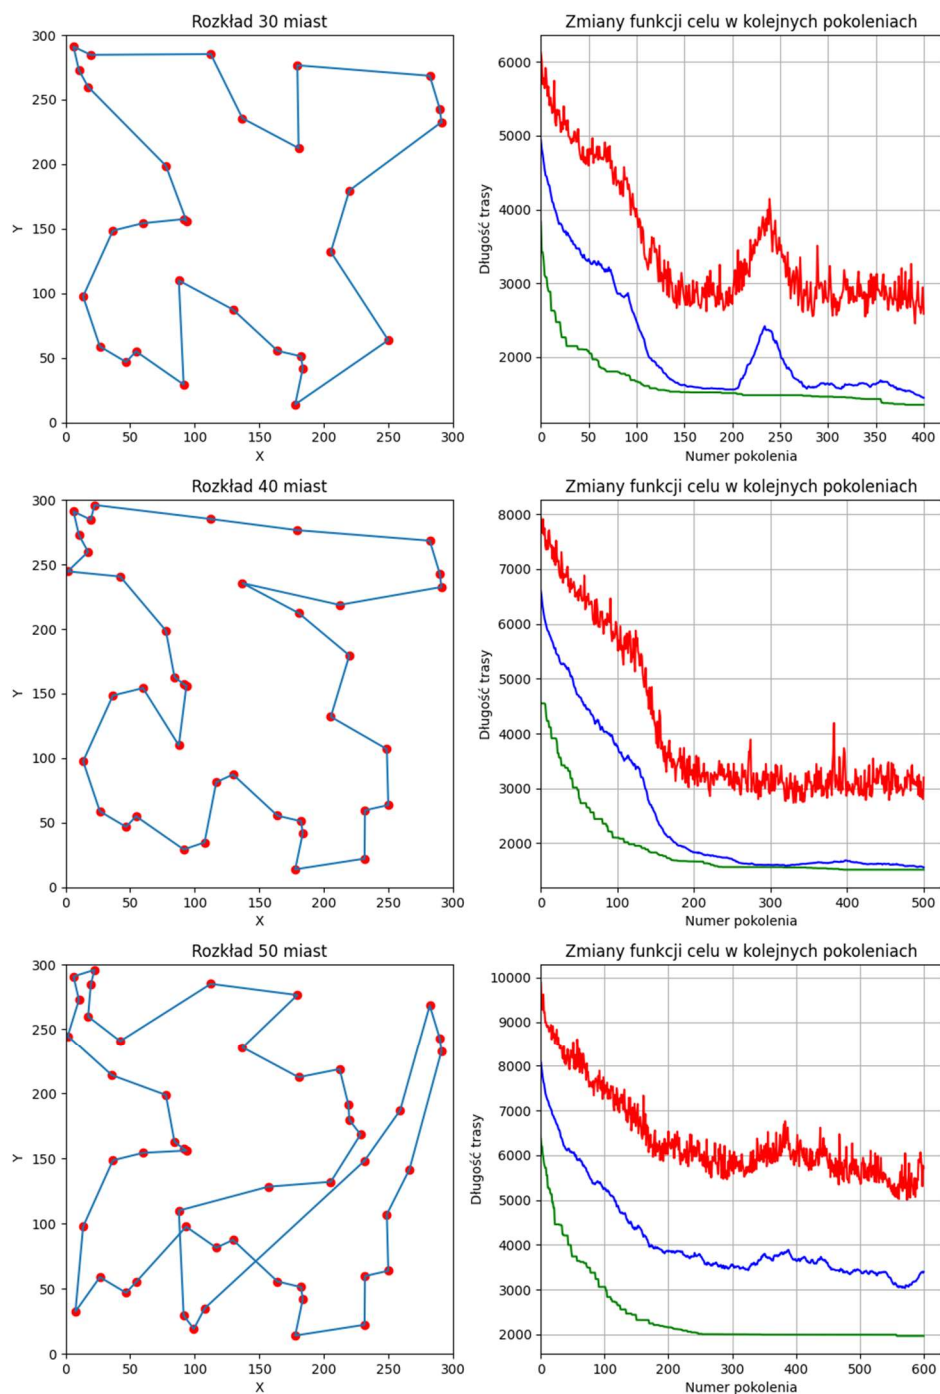 Rozkład 30 miast
300
250
200
150
100
50
0
Y
0 50 100 150 200 250 300
X
Zmiany funkcji celu w kolejnych pokoleniach
6000
5000
4000
3000
2000
Długość trasy
0 50 100 150 200 250 300 350 400
Numer pokolenia
Rozkład 40 miast
300
250
200
150
100
50
0
Y
0 50 100 150 200 250 300
X
Zmiany funkcji celu w kolejnych pokoleniach
8000
7000
6000
5000
4000
3000
2000
Długość trasy
0 100 200 300 400 500
Numer pokolenia
Rozkład 50 miast
300
250
200
150
100
50
0
Y
0 50 100 150 200 250 300
X
Zmiany funkcji celu w kolejnych pokoleniach
10000
9000
8000
7000
6000
5000
4000
3000
2000
Długość trasy
0 100 200 300 400 500 600
Numer pokolenia